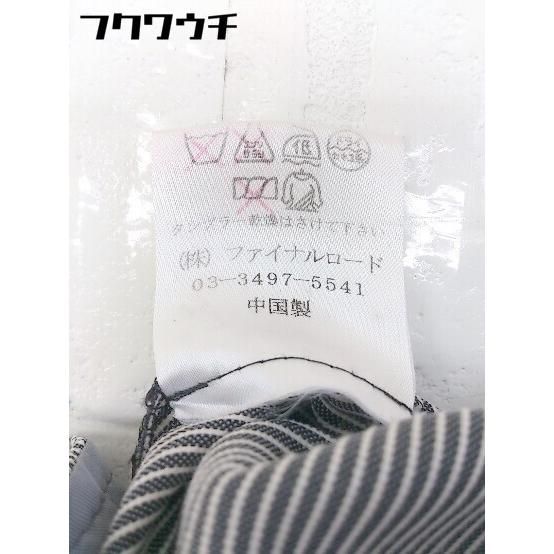 フクワウチ
低
タンブラー乾燥はさけて下さい
(株) ファイナルロード
03-3497-5541
中国製